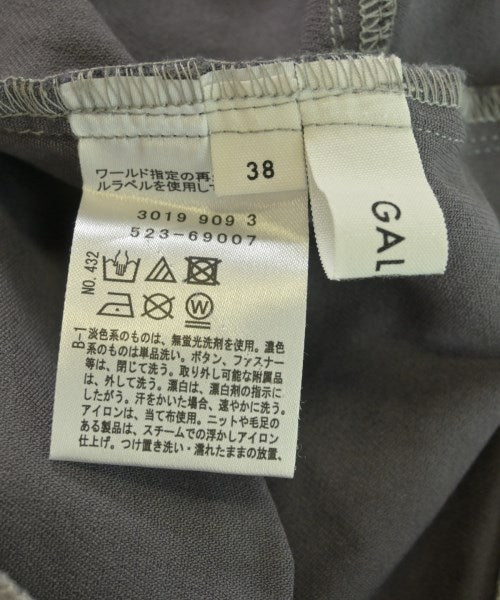 ワールド指定の再
ルラベルを使用して
38
GAL
3019 909 3
523-69007
NO. 432
W
B-1
淡色系のものは、無蛍光洗剤を使用。濃色
系のものは単品洗い。ボタン、ファスナー
等は、閉じて洗う。取り外し可能な附属品
は、外して洗う。漂白は、漂白剤の指示に
したがう。汗をかいた場合、速やかに洗う。
アイロンは、当て布使用。ニットや毛足の
ある製品は、スチームでの浮かしアイロン
仕上げ。つけ置き洗い・濡れたままの放置、